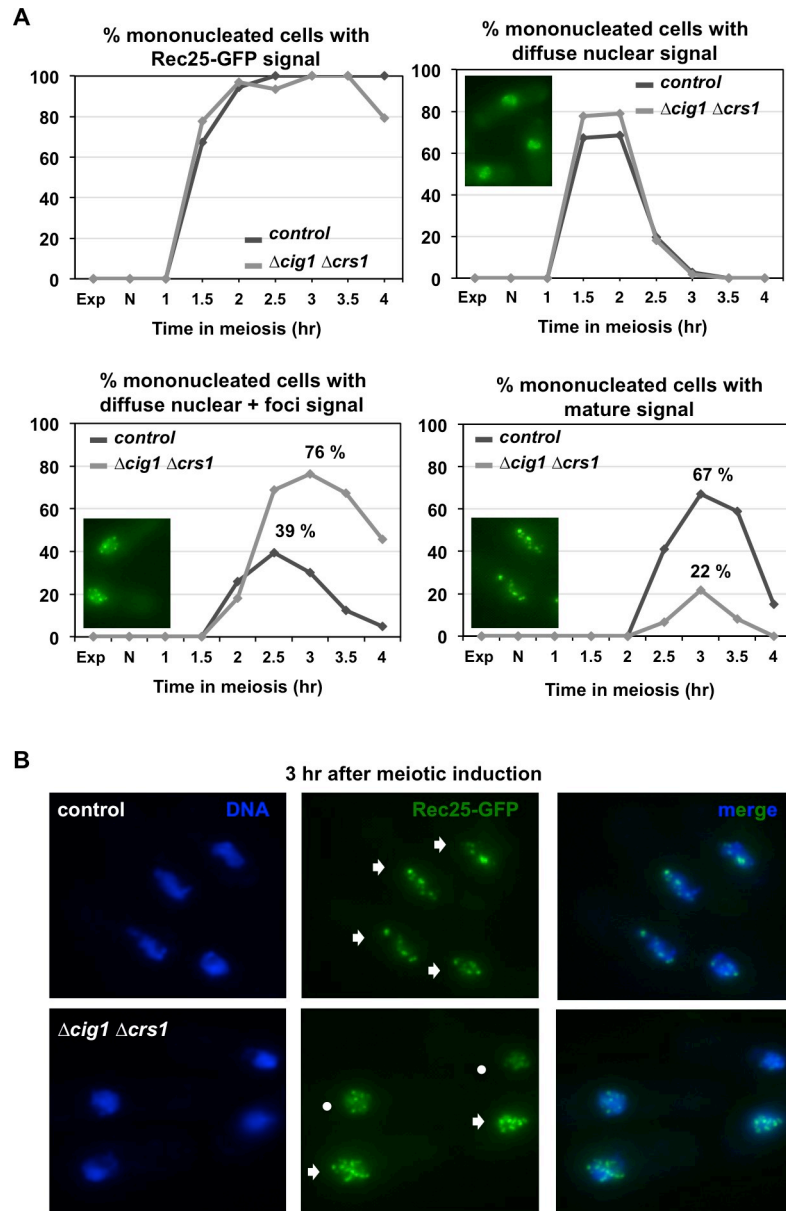 A
% mononucleated cells with
Rec25-GFP signal
100
80
60
40
20
0
control
Δcig1 Δcrs1
Exp N 1 1.5 2 2.5 3 3.5 4
Time in meiosis (hr)
% mononucleated cells with
diffuse nuclear signal
100
80
60
40
20
0
control
Δcig1 Δcrs1
Exp N 1 1.5 2 2.5 3 3.5 4
Time in meiosis (hr)
% mononucleated cells with
diffuse nuclear + foci signal
100
80
60
40
20
0
control
Δcig1 Δcrs1
76 %
39 %
Exp N 1 1.5 2 2.5 3 3.5 4
Time in meiosis (hr)
% mononucleated cells with
mature signal
100
80
60
40
20
0
control
Δcig1 Δcrs1
67 %
22 %
Exp N 1 1.5 2 2.5 3 3.5 4
Time in meiosis (hr)
B
3 hr after meiotic induction
control DNA Rec25-GFP merge
Δcig1 Δcrs1